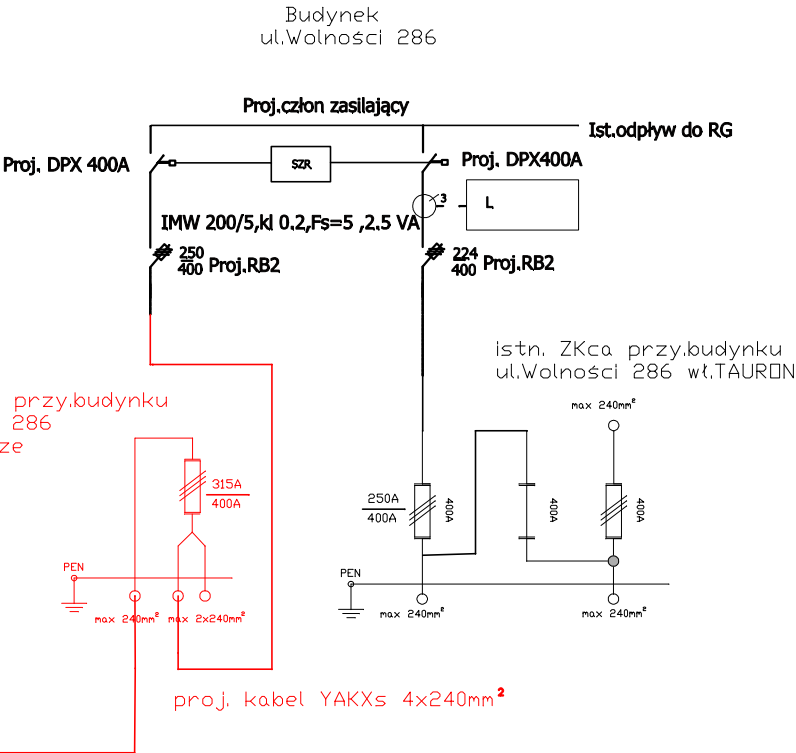 Budynek
ul.Wolności 286
Proj.człon zasilający
Ist.odpływ do RG
Proj. DPX 400A
SZR
Proj. DPX400A
3
L
IMW 200/5,kl 0.2,Fs=5 ,2.5 VA
250
400 Proj.RB2
224
400 Proj.RB2
istn. ZKca przy.budynku
ul.Wolności 286 wł.TAURON
max 240mm²
przy.budynku
286
ze
315A
400A
250A
400A
400A
400A
400A
PEN
PEN
max 240mm²
max 2x240mm²
max 240mm²
max 240mm²
proj. kabel YAKXs 4x240mm²